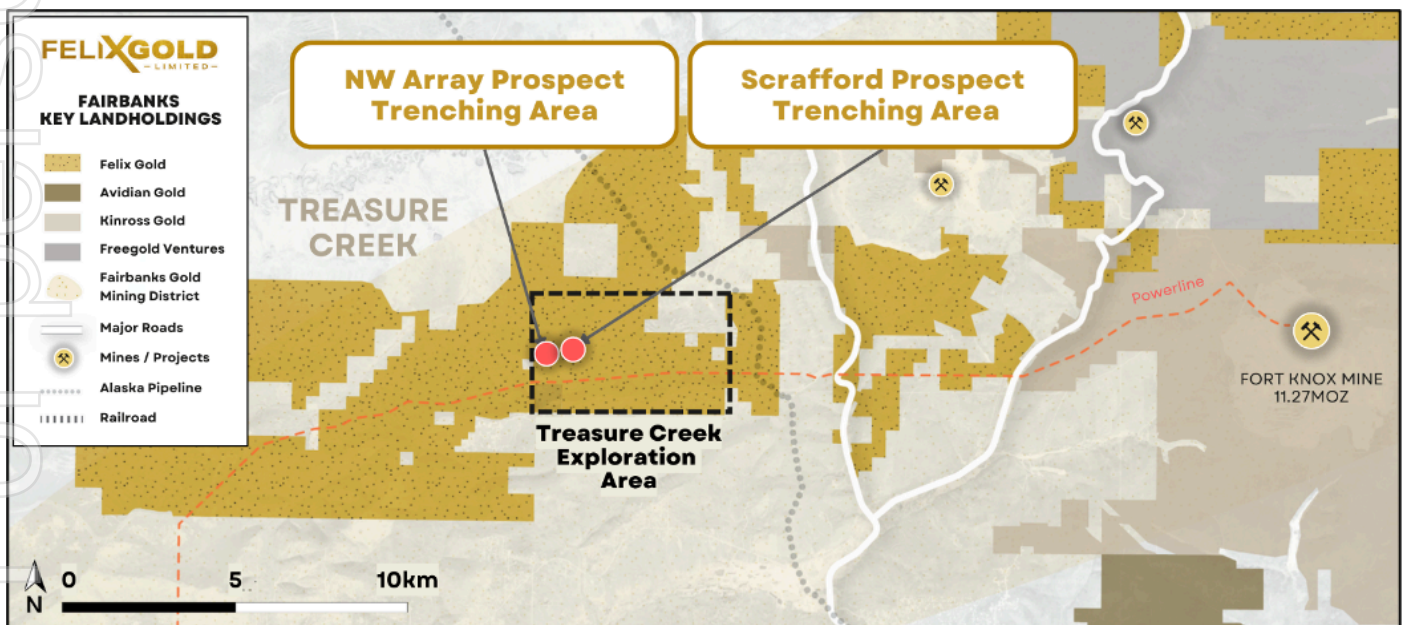 FELIXGOLD
LIMITED
FAIRBANKS
KEY LANDHOLDINGS
Felix Gold
Avidian Gold
Kinross Gold
Freegold Ventures
Fairbanks Gold
Mining District
Major Roads
Mines / Projects
Alaska Pipeline
Railroad
NW Array Prospect
Trenching Area
Scrafford Prospect
Trenching Area
TREASURE
CREEK
Powerline
FORT KNOX MINE
11.27MOZ
Treasure Creek
Exploration
Area
0 5 10km
N